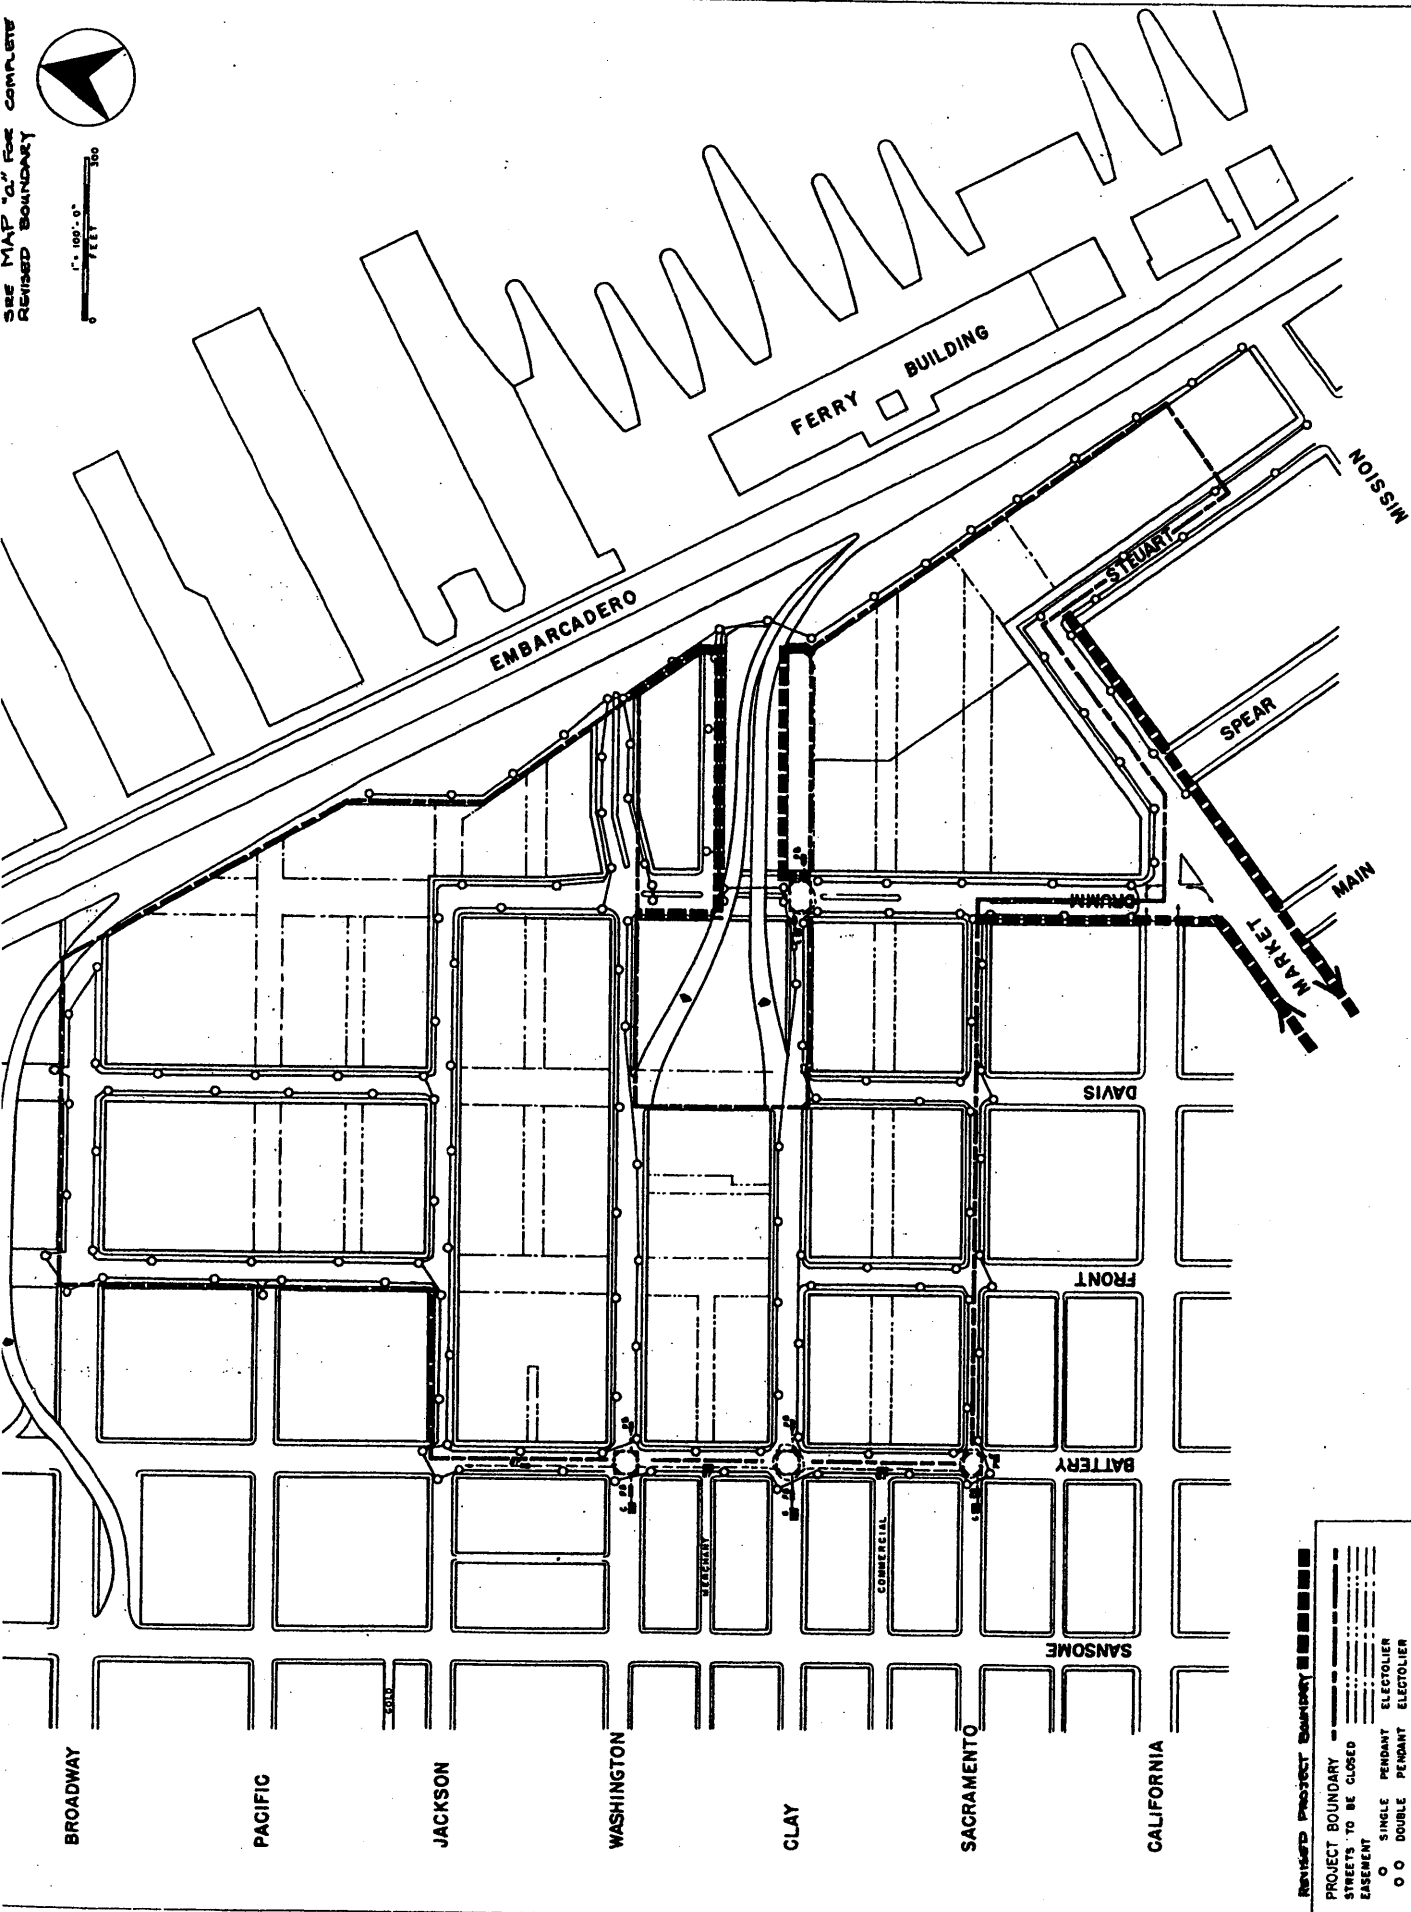 SEE MAP "a" FOR COMPLETE
REVISED BOUNDARY
1" = 100'-0"
0 300
FEET
FERRY BUILDING
EMBARCADERO
MISSION
STEUART
SPEAR
MAIN
MARKET
DRUMM
DAVIS
FRONT
BATTERY
MERCHANT
COMMERCIAL
SANSOME
GOLD
BROADWAY
PACIFIC
JACKSON
WASHINGTON
CLAY
SACRAMENTO
CALIFORNIA
REVISED PROJECT BOUNDARY
PROJECT BOUNDARY
STREETS TO BE CLOSED
EASEMENT
SINGLE PENDANT ELECTOLIER
DOUBLE PENDANT ELECTOLIER